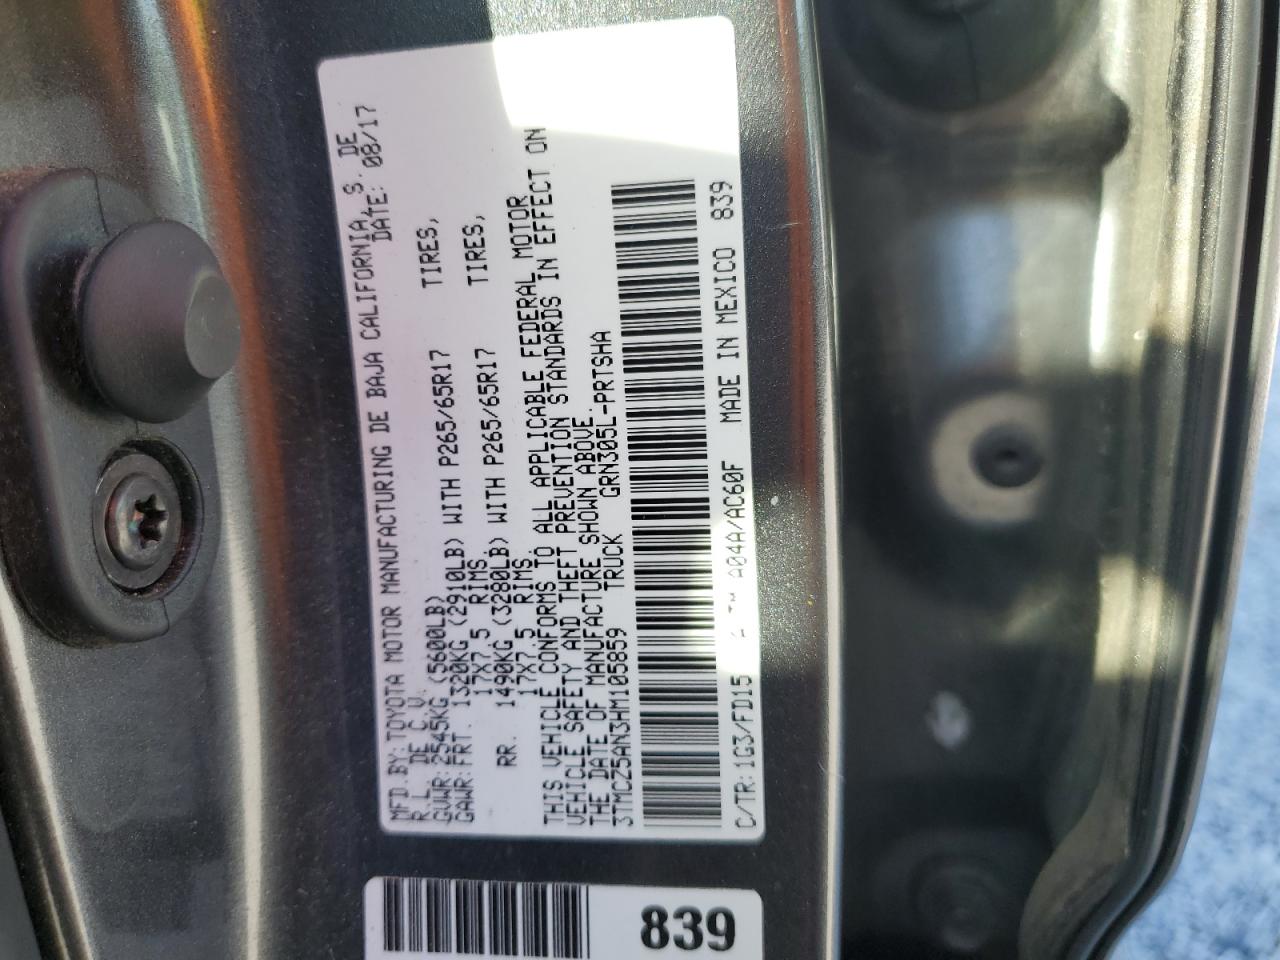 MFD.BY:TOYOTA MOTOR MANUFACTURING DE BAJA CALIFORNIA, S. DE
R.L. DE C.V. DATE: 08/17
GVWR:2545KG (5600LB)
GAWR:FRT. 1320KG (2910LB) WITH P265/65R17 TIRES,
17X7.5 RIMS
RR. 1490KG (3280LB) WITH P265/65R17 TIRES,
17X7.5 RIMS
THIS VEHICLE CONFORMS TO ALL APPLICABLE FEDERAL MOTOR
VEHICLE SAFETY AND THEFT PREVENTION STANDARDS IN EFFECT ON
THE DATE OF MANUFACTURE SHOWN ABOVE.
3TMCZ5AN3HM105859 TRUCK GRN305L-PRTSHA
C/TR:1G3/FD15 A04A/AC60F MADE IN MEXICO 839
839